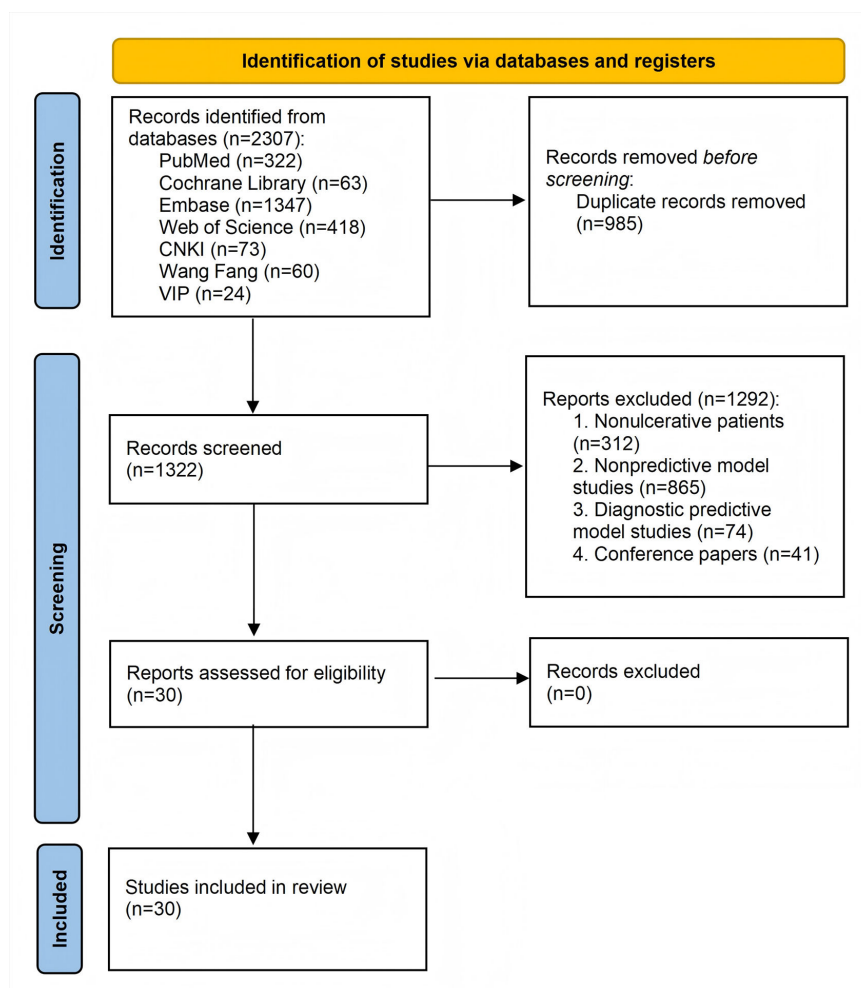 Identification of studies via databases and registers
Identification
Records identified from
databases (n=2307):
PubMed (n=322)
Cochrane Library (n=63)
Embase (n=1347)
Web of Science (n=418)
CNKI (n=73)
Wang Fang (n=60)
VIP (n=24)
Records removed before
screening:
Duplicate records removed
(n=985)
Screening
Records screened
(n=1322)
Reports excluded (n=1292):
1. Nonulcerative patients
(n=312)
2. Nonpredictive model
studies (n=865)
3. Diagnostic predictive
model studies (n=74)
4. Conference papers (n=41)
Reports assessed for eligibility
(n=30)
Records excluded
(n=0)
Included
Studies included in review
(n=30)